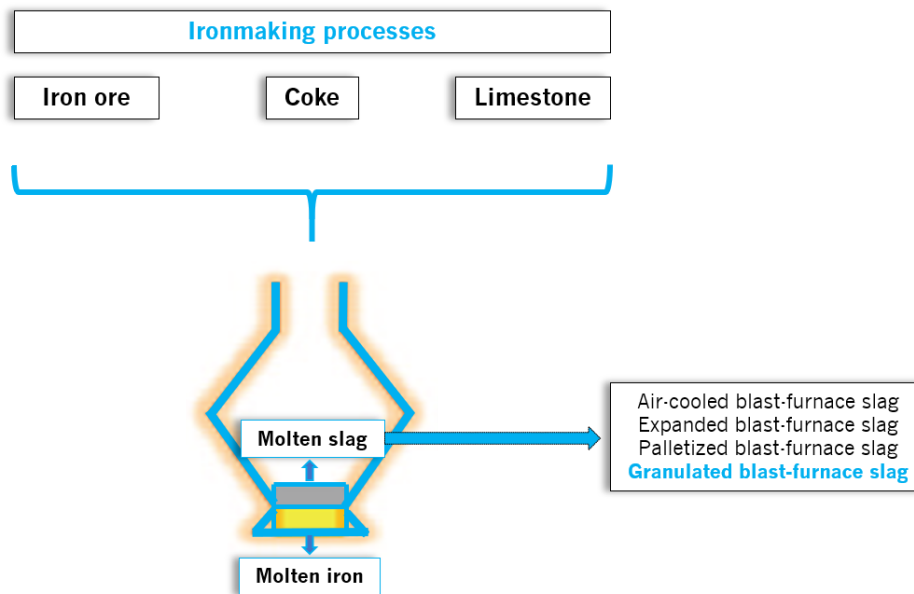 Ironmaking processes
Iron ore
Coke
Limestone
Molten slag
Air-cooled blast-furnace slag
Expanded blast-furnace slag
Palletized blast-furnace slag
Granulated blast-furnace slag
Molten iron